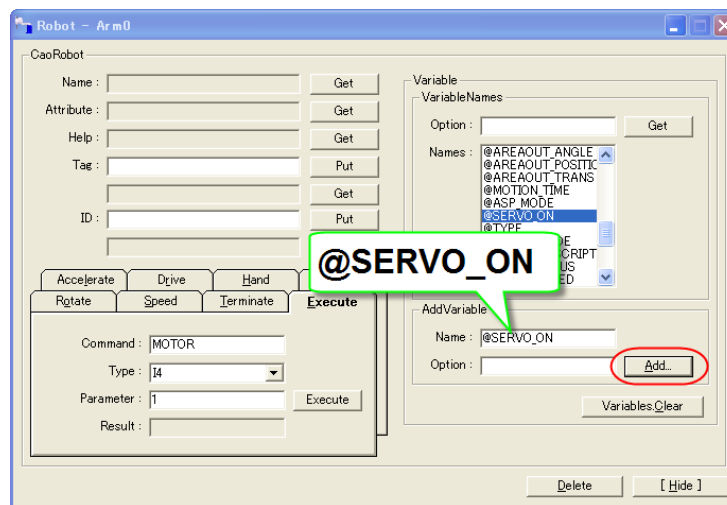 Robot - Arm0
CaoRobot
Name :
Get
Attribute :
Get
Help :
Get
Tag :
Put
Get
ID :
Put
Accelerate
Drive
Hand
Rotate
Speed
Terminate
Execute
Command :
MOTOR
Type :
I4
Parameter :
1
Execute
Result :
Variable
VariableNames
Option :
Get
Names :
@AREAOUT_ANGLE
@AREAOUT_POSITIC
@AREAOUT_TRANS
@MOTION_TIME
@ASP_MODE
@SERVO_ON
@TYPE
@SERVO_ON
AddVariable
Name :
@SERVO_ON
Option :
Add...
Variables.Clear
Delete
[ Hide ]